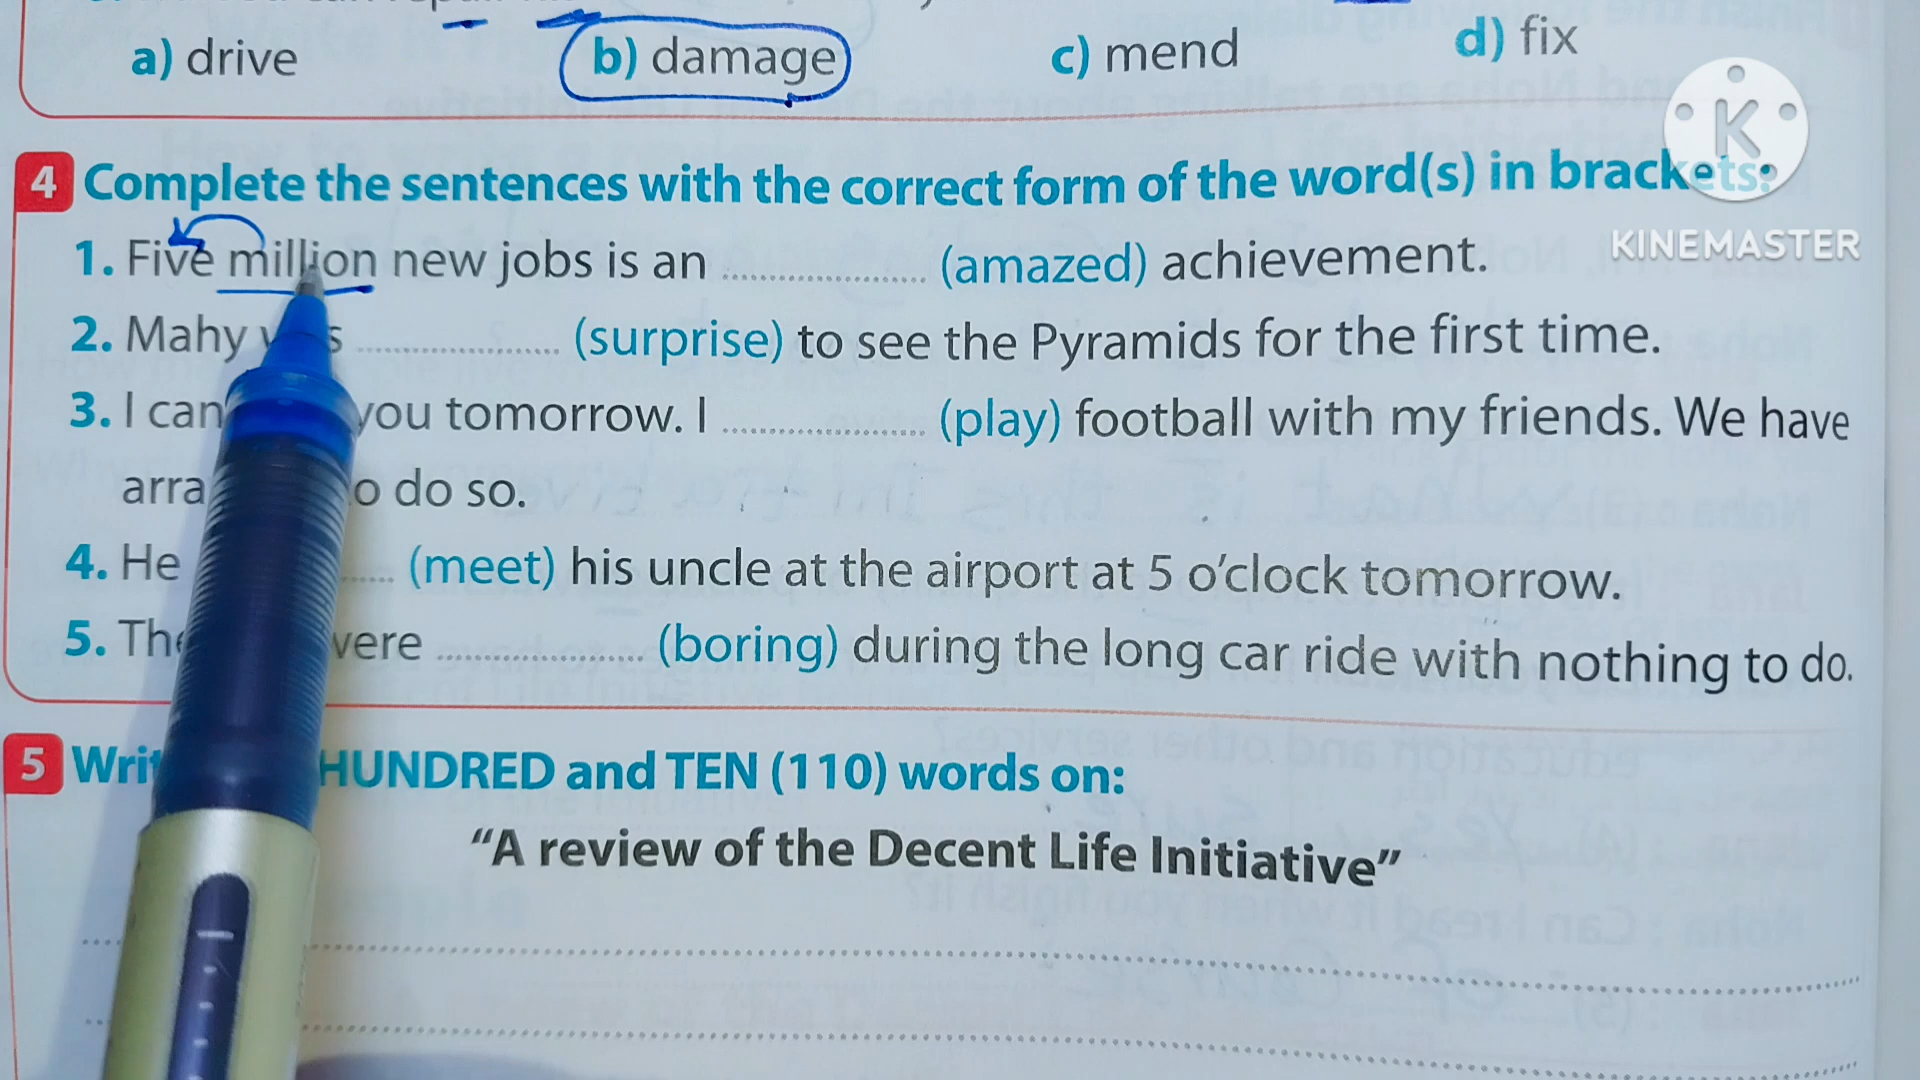 a) drive b) damage c) mend d) fix
K
KINEMASTER
4 Complete the sentences with the correct form of the word(s) in brackets:
1. Five million new jobs is an .................... (amazed) achievement.
2. Mahy .................... (surprise) to see the Pyramids for the first time.
3. I can you tomorrow. I .................... (play) football with my friends. We have
do so.
4. He ...... (meet) his uncle at the airport at 5 o'clock tomorrow.
5. .................... (boring) during the long car ride with nothing to do.
5 HUNDRED and TEN (110) words on:
"A review of the Decent Life Initiative"